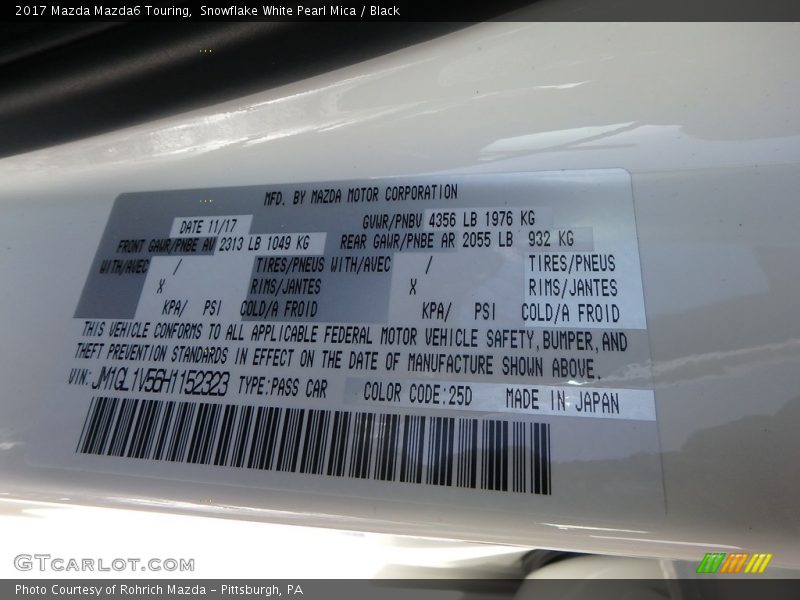 2017 Mazda Mazda6 Touring,  Snowflake White Pearl Mica / Black
MFD. BY MAZDA MOTOR CORPORATION
DATE 11/17 GVWR/PNBV 4356 LB 1976 KG
FRONT GAWR/PNBE AV 2313 LB 1049 KG REAR GAWR/PNBE AR 2055 LB 932 KG
WITH/AVEC / TIRES/PNEUS WITH/AVEC / TIRES/PNEUS
X RIMS/JANTES X RIMS/JANTES
KPA/ PSI COLD/A FROID KPA/ PSI COLD/A FROID
THIS VEHICLE CONFORMS TO ALL APPLICABLE FEDERAL MOTOR VEHICLE SAFETY, BUMPER, AND
THEFT PREVENTION STANDARDS IN EFFECT ON THE DATE OF MANUFACTURE SHOWN ABOVE.
VIN: JM1GL1V56H1152323 TYPE:PASS CAR COLOR CODE:25D MADE IN JAPAN
GTCARLOT.COM
Photo Courtesy of Rohrich Mazda - Pittsburgh, PA